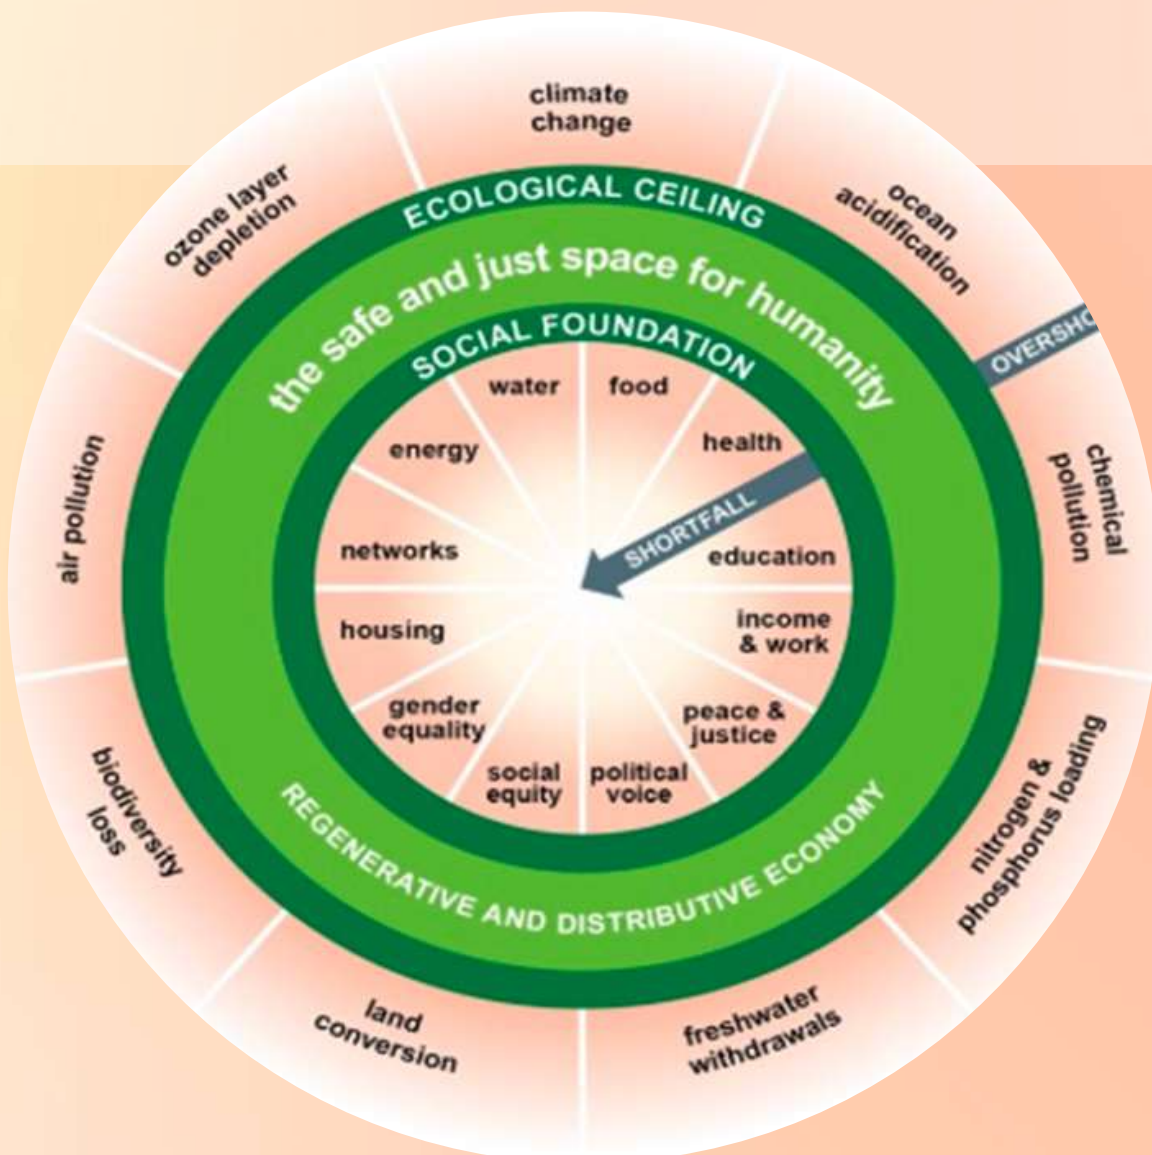 climate
change
ocean
acidification
OVERSHO
chemical
pollution
nitrogen &
phosphorus loading
freshwater
withdrawals
land
conversion
biodiversity
loss
air pollution
ozone layer
depletion
ECOLOGICAL CEILING
the safe and just space for humanity
SOCIAL FOUNDATION
water
food
health
SHORTFALL
education
income
& work
peace &
justice
political
voice
social
equity
gender
equality
housing
networks
energy
REGENERATIVE AND DISTRIBUTIVE ECONOMY